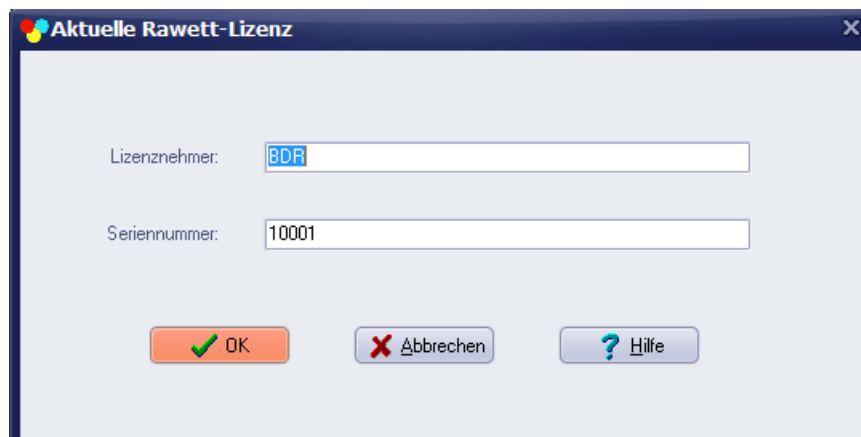 Aktuelle Rawett-Lizenz
Lizenznehmer: BDR
Seriennummer: 10001
OK Abbrechen Hilfe